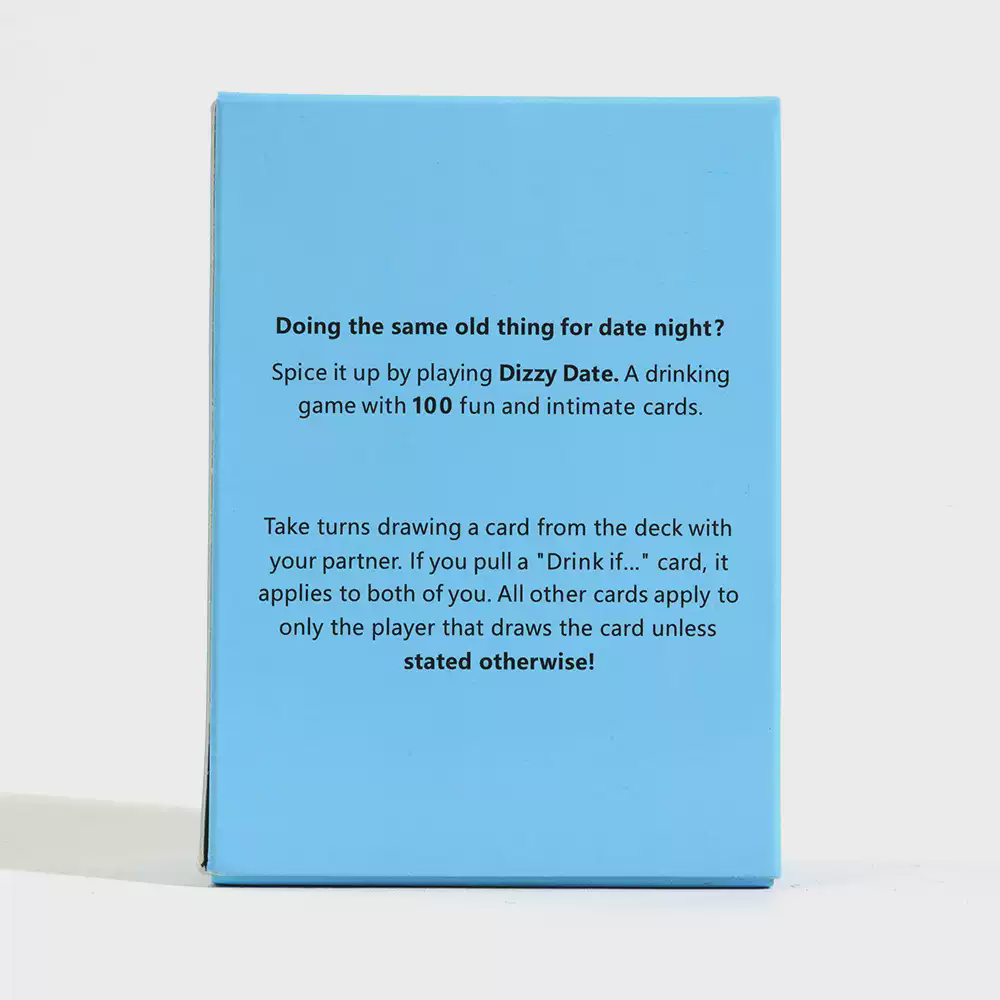 Doing the same old thing for date night?
Spice it up by playing Dizzy Date. A drinking
game with 100 fun and intimate cards.
Take turns drawing a card from the deck with
your partner. If you pull a "Drink if..." card, it
applies to both of you. All other cards apply to
only the player that draws the card unless
stated otherwise!